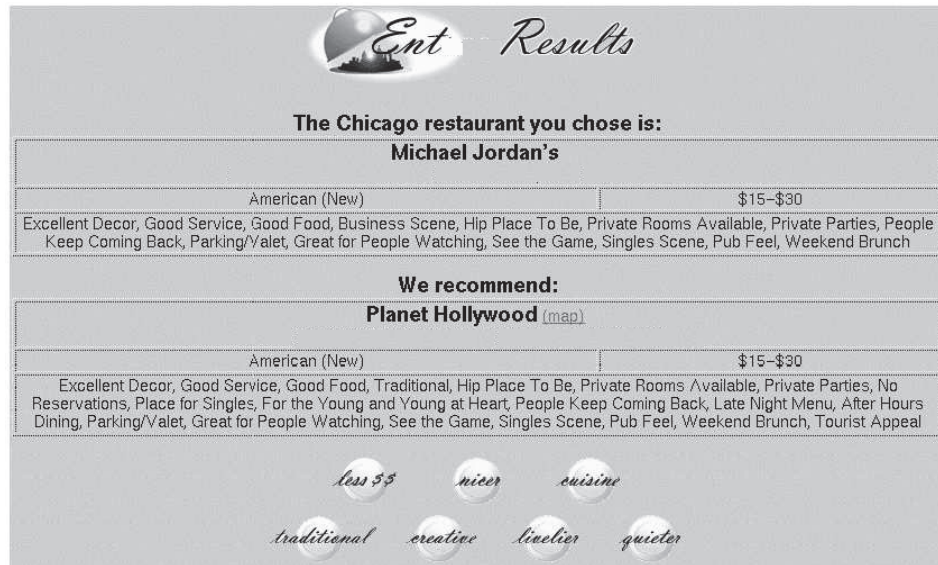 Ent Results
The Chicago restaurant you chose is:
Michael Jordan's
American (New) $15–$30
Excellent Decor, Good Service, Good Food, Business Scene, Hip Place To Be, Private Rooms Available, Private Parties, People
Keep Coming Back, Parking/Valet, Great for People Watching, See the Game, Singles Scene, Pub Feel, Weekend Brunch
We recommend:
Planet Hollywood (map)
American (New) $15–$30
Excellent Decor, Good Service, Good Food, Traditional, Hip Place To Be, Private Rooms Available, Private Parties, No
Reservations, Place for Singles, For the Young and Young at Heart, People Keep Coming Back, Late Night Menu, After Hours
Dining, Parking/Valet, Great for People Watching, See the Game, Singles Scene, Pub Feel, Weekend Brunch, Tourist Appeal
less $$ nicer cuisine
traditional creative livelier quieter